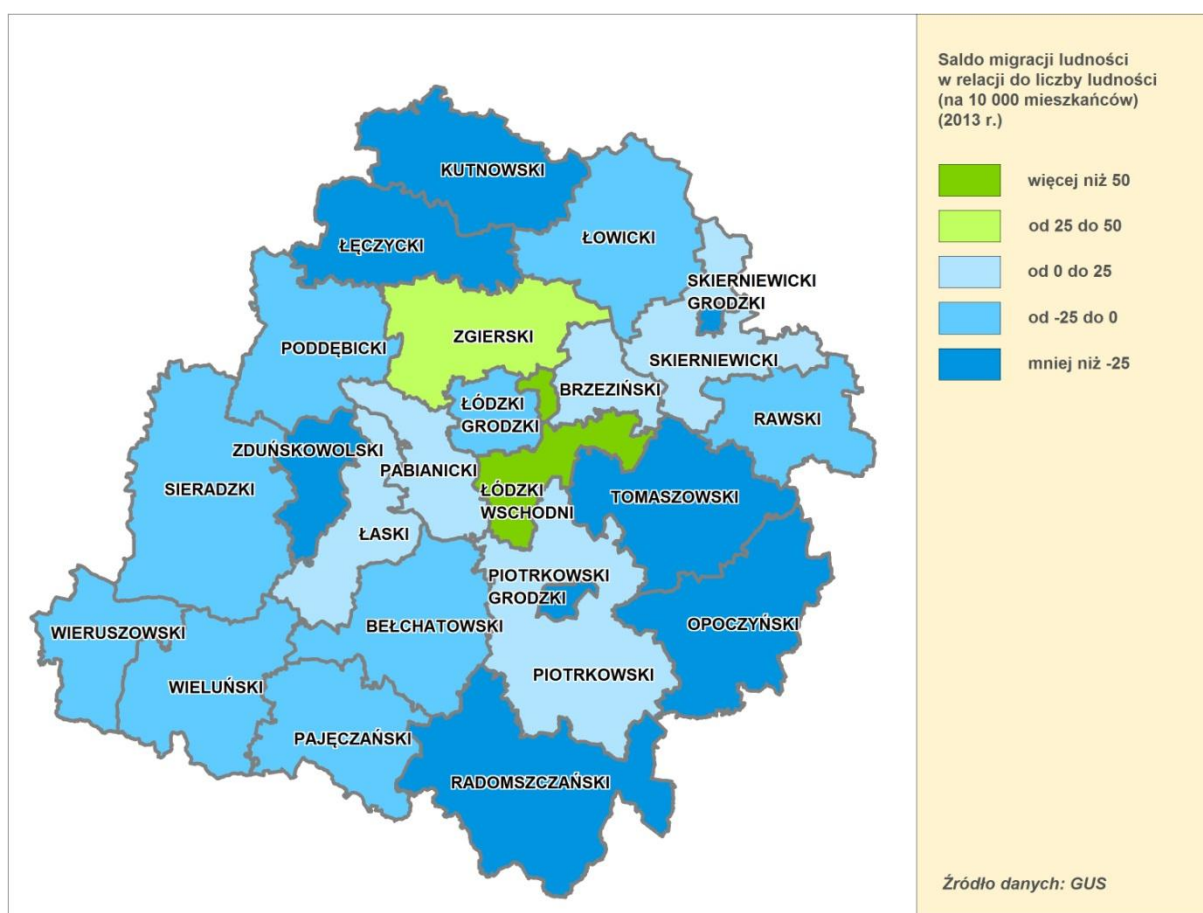 Saldo migracji ludności
w relacji do liczby ludności
(na 10 000 mieszkańców)
(2013 r.)
więcej niż 50
od 25 do 50
od 0 do 25
od -25 do 0
mniej niż -25
KUTNOWSKI
ŁĘCZYCKI
ŁOWICKI
SKIERNIEWICKI
GRODZKI
ZGIERSKI
PODDĘBICKI
SKIERNIEWICKI
BRZEZIŃSKI
ŁÓDZKI
GRODZKI
RAWSKI
ZDUŃSKOWOLSKI
PABIANICKI
SIERADZKI
ŁÓDZKI
WSCHODNI
TOMASZOWSKI
ŁASKI
PIOTRKOWSKI
GRODZKI
BEŁCHATOWSKI
OPOCZYŃSKI
WIERUSZOWSKI
PIOTRKOWSKI
WIELUŃSKI
PAJĘCZAŃSKI
RADOMSZCZAŃSKI
Źródło danych: GUS